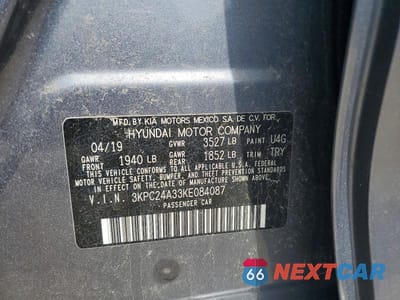 MFD.BY KIA MOTORS MEXICO S.A DE C.V. FOR
HYUNDAI MOTOR COMPANY
04/19 GVWR 3527 LB PAINT U4G
GAWR FRONT 1940 LB GAWR REAR 1852 LB TRIM TRY
THIS VEHICLE CONFORMS TO ALL APPLICABLE U.S.A. FEDERAL
MOTOR VEHICLE SAFETY, BUMPER, AND THEFT PREVENTION
STANDARDS IN EFFECT ON THE DATE OF MANUFACTURE SHOWN ABOVE.
V.I.N. 3KPC24A33KE084087
PASSENGER CAR
66 NEXTCAR